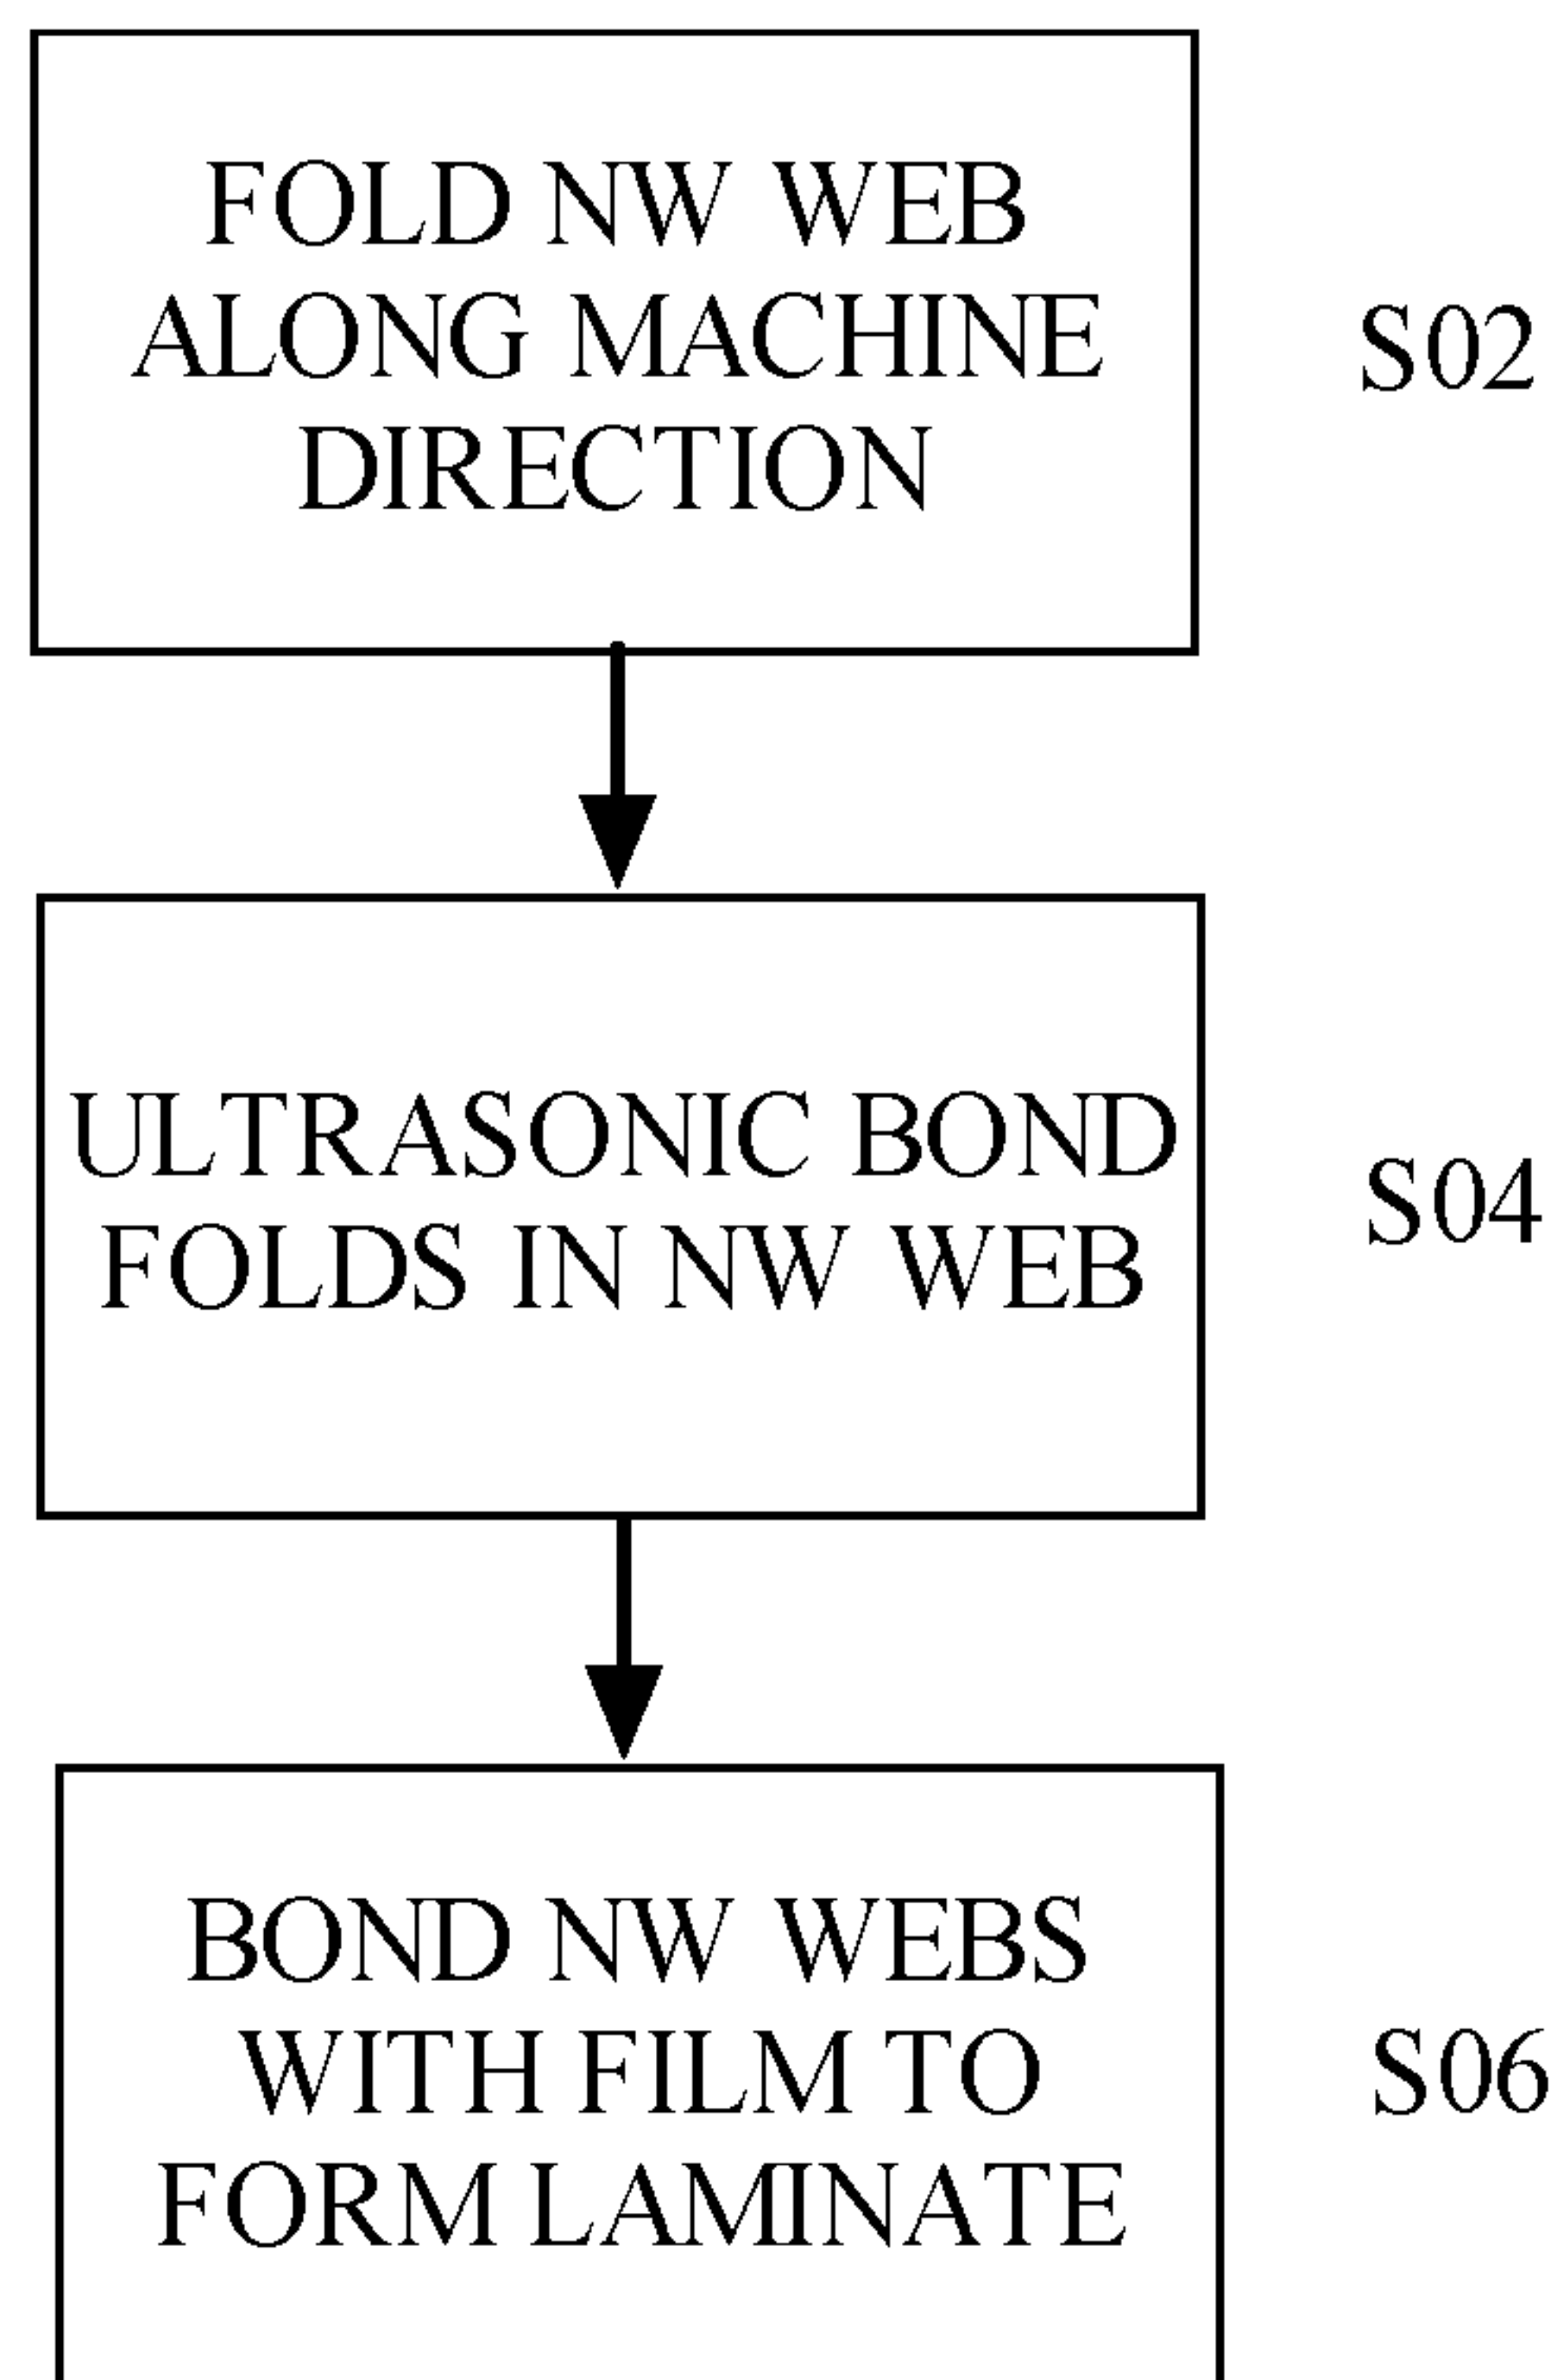 FOLD NW WEB
ALONG MACHINE
DIRECTION
S02
ULTRASONIC BOND
FOLDS IN NW WEB
S04
BOND NW WEBS
WITH FILM TO
FORM LAMINATE
S06